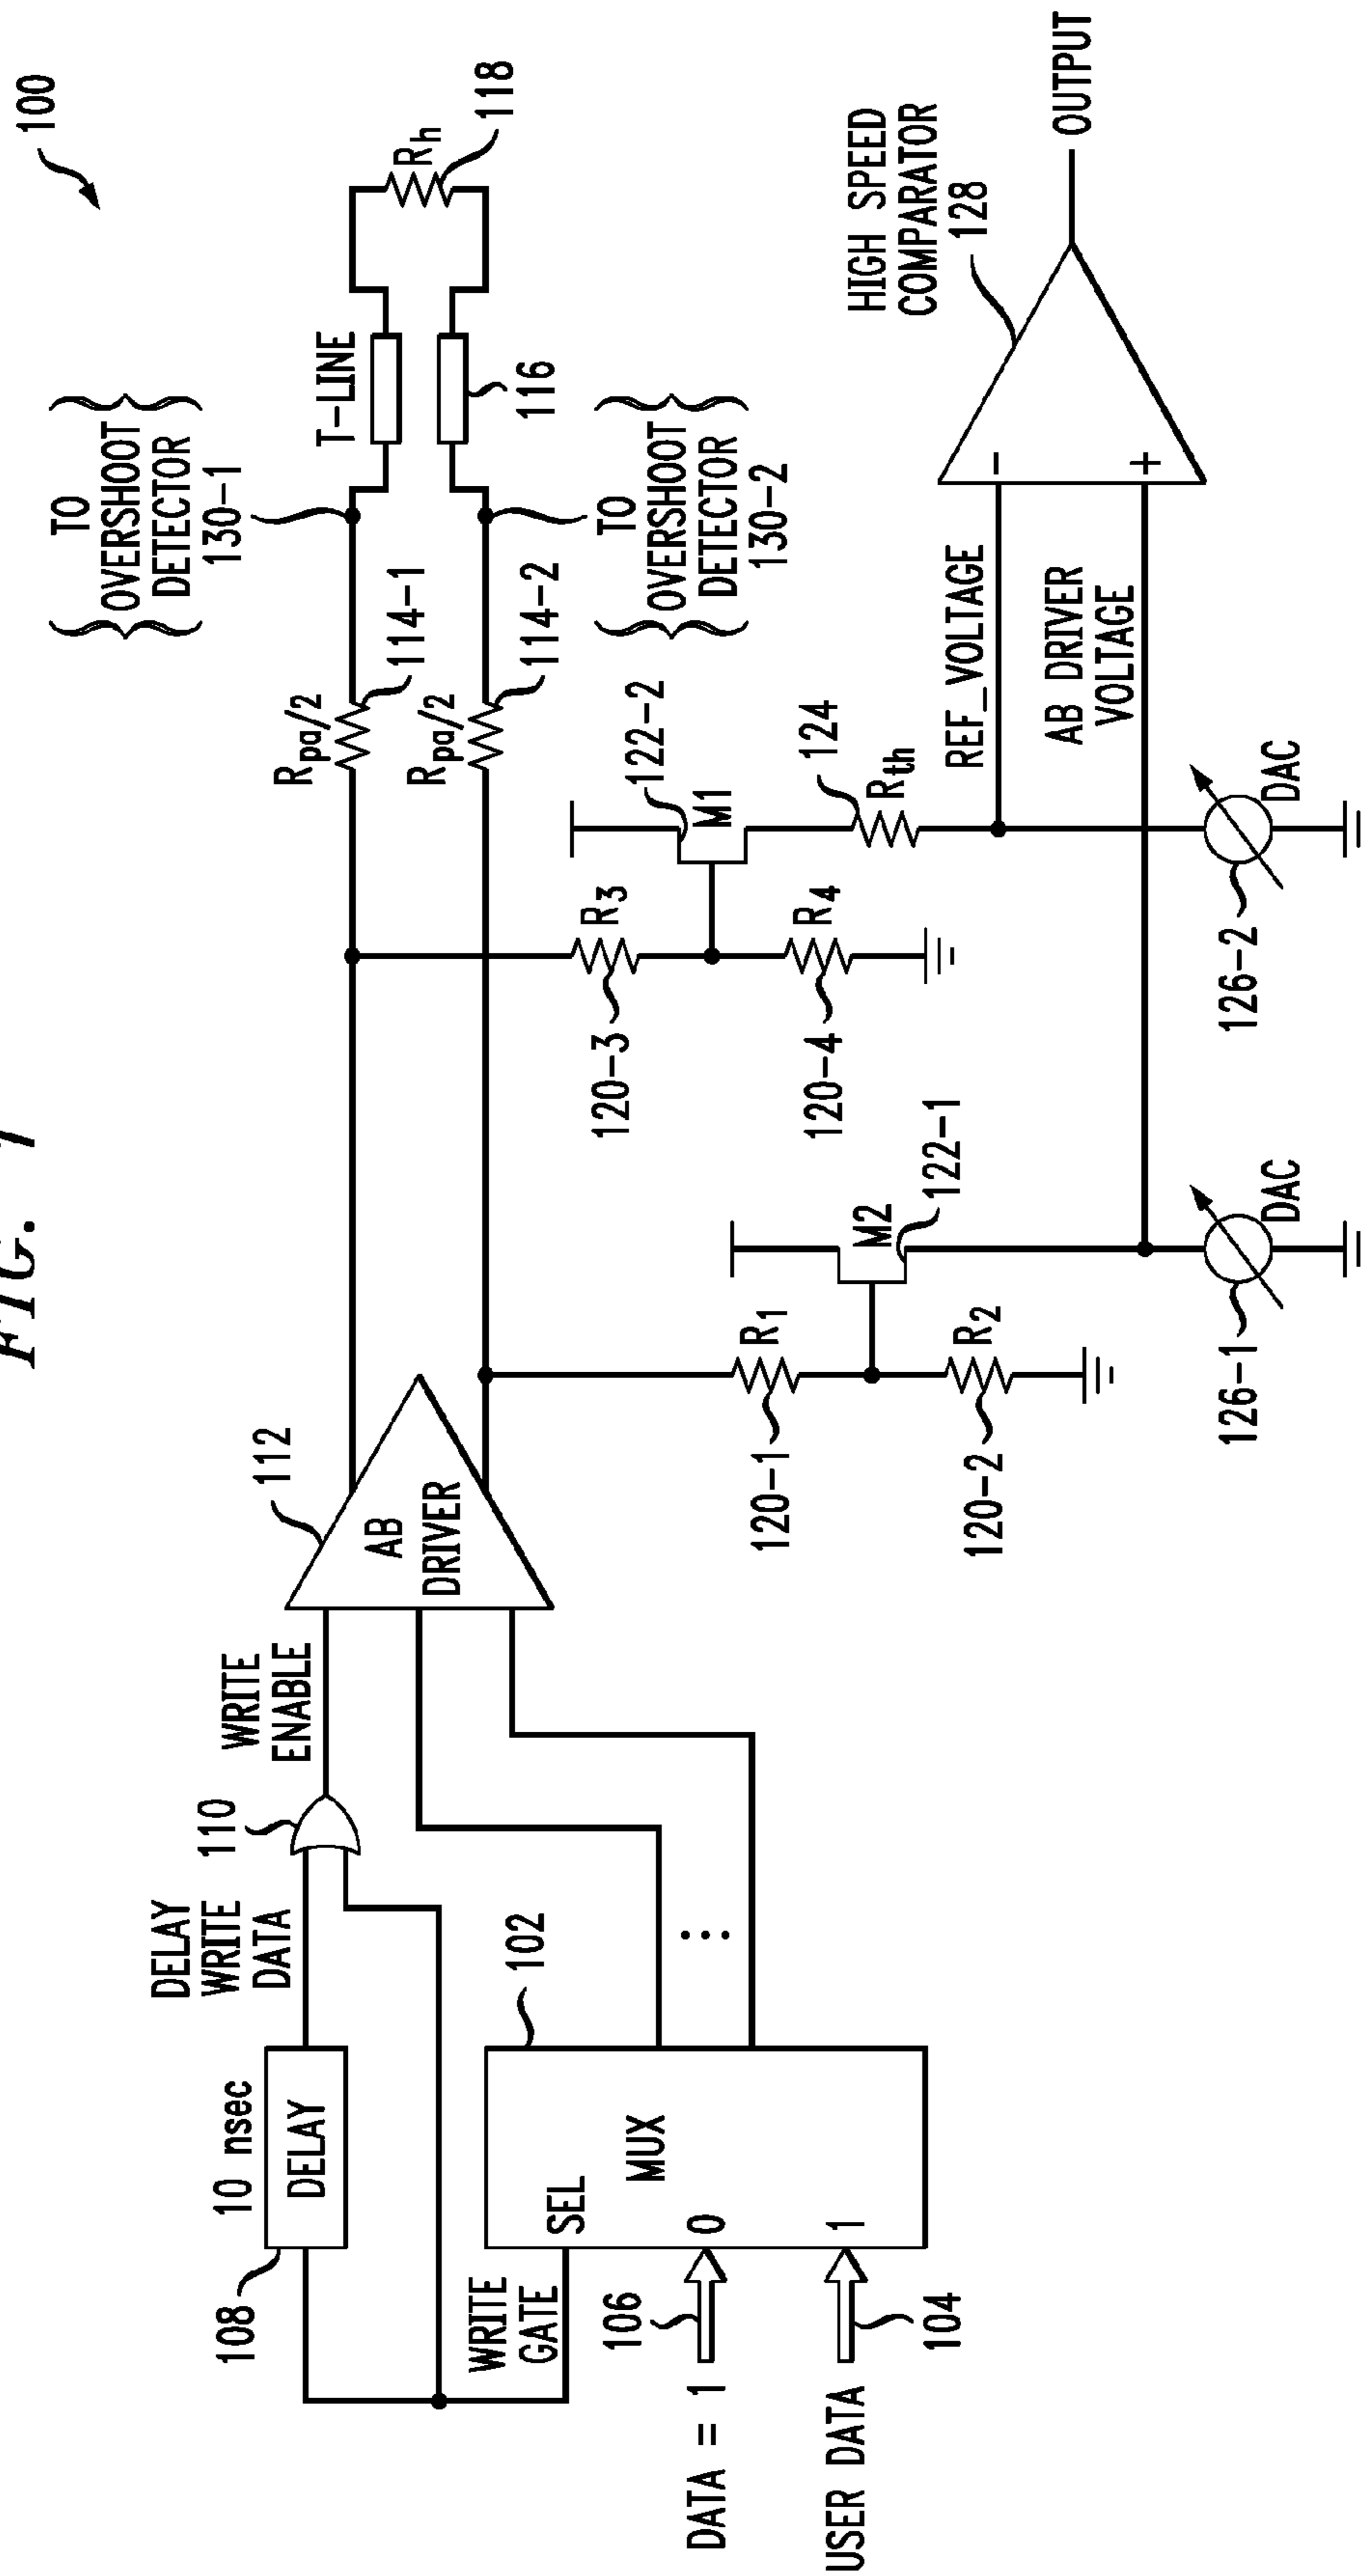 FIG. 1
100
10 nsec
DELAY
108
DELAY
WRITE
DATA
110
WRITE
ENABLE
112
AB
DRIVER
WRITE
GATE
SEL
MUX
0
1
102
...
DATA = 1
106
USER DATA
104
TO
OVERSHOOT
DETECTOR
130-1
T-LINE
Rh
118
116
Rpa/2
114-1
Rpa/2
114-2
TO
OVERSHOOT
DETECTOR
130-2
R3
120-3
R4
120-4
122-2
M1
124
Rth
R1
120-1
R2
120-2
M2
122-1
REF_VOLTAGE
AB DRIVER
VOLTAGE
HIGH SPEED
COMPARATOR
128
-
+
OUTPUT
DAC
126-1
DAC
126-2